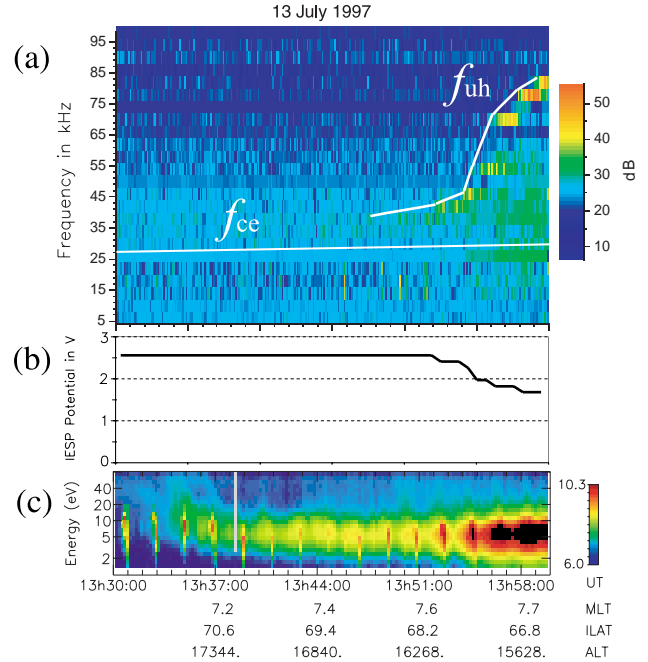 13 July 1997
(a)
Frequency in kHz
95
85
75
65
55
45
35
25
15
5
fuh
fce
50
40
30
20
10
dB
(b)
IESP Potential in V
3
2
1
0
(c)
Energy (eV)
40
20
10
5
2
10.3
6.0
13h30:00 13h37:00 13h44:00 13h51:00 13h58:00 UT
7.2 7.4 7.6 7.7 MLT
70.6 69.4 68.2 66.8 ILAT
17344. 16840. 16268. 15628. ALT